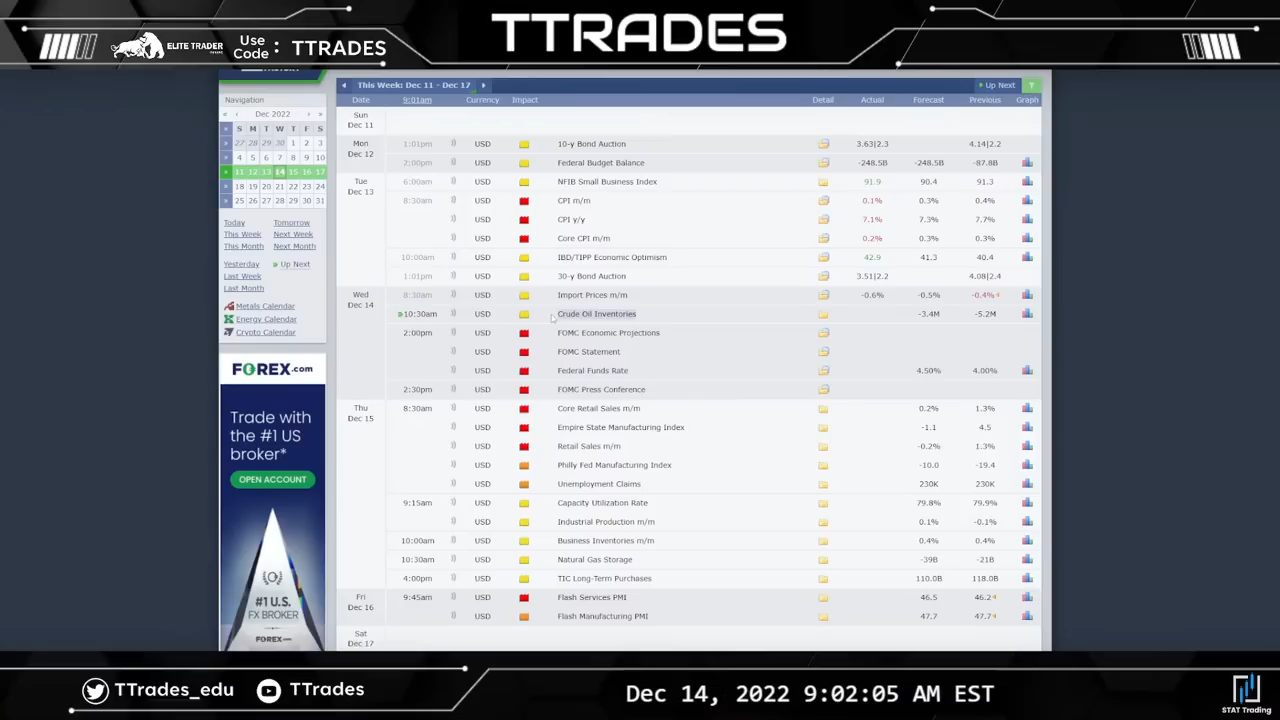 TTRADES
ELITE TRADER
Use Code : TTRADES
This Week: Dec 11 - Dec 17
Up Next
?
Navigation
Dec 2022
S M T W T F S
27 28 29 30 1 2 3
4 5 6 7 8 9 10
11 12 13 14 15 16 17
18 19 20 21 22 23 24
25 26 27 28 29 30 31
Today Tomorrow
This Week Next Week
This Month Next Month
Yesterday Up Next
Last Week
Last Month
Metals Calendar
Energy Calendar
Crypto Calendar
FOREX.com
Trade with
the #1 US
broker*
OPEN ACCOUNT
#1 U.S.
FX BROKER
FOREX.com
Date 9:01am Currency Impact Detail Actual Forecast Previous Graph
Sun
Dec 11
Mon
Dec 12
1:01pm USD 10-y Bond Auction 3.63|2.3 4.14|2.2
2:00pm USD Federal Budget Balance -248.5B -248.5B -87.8B
Tue
Dec 13
6:00am USD NFIB Small Business Index 91.9 90.4 91.3
8:30am USD CPI m/m 0.1% 0.3% 0.4%
USD CPI y/y 7.1% 7.3% 7.7%
USD Core CPI m/m 0.2% 0.3% 0.3%
10:00am USD IBD/TIPP Economic Optimism 42.9 41.3 40.4
1:01pm USD 30-y Bond Auction 3.51|2.2 4.08|2.4
Wed
Dec 14
8:30am USD Import Prices m/m -0.6% -0.5% -0.4%
10:30am USD Crude Oil Inventories -3.4M -5.2M
2:00pm USD FOMC Economic Projections
USD FOMC Statement
USD Federal Funds Rate 4.50% 4.00%
2:30pm USD FOMC Press Conference
Thu
Dec 15
8:30am USD Core Retail Sales m/m 0.2% 1.3%
USD Empire State Manufacturing Index -1.1 4.5
USD Retail Sales m/m -0.2% 1.3%
USD Philly Fed Manufacturing Index -10.0 -19.4
USD Unemployment Claims 230K 230K
9:15am USD Capacity Utilization Rate 79.8% 79.9%
USD Industrial Production m/m 0.1% -0.1%
10:00am USD Business Inventories m/m 0.4% 0.4%
10:30am USD Natural Gas Storage -39B -21B
4:00pm USD TIC Long-Term Purchases 110.0B 118.0B
Fri
Dec 16
9:45am USD Flash Services PMI 46.5 46.2
USD Flash Manufacturing PMI 47.7 47.7
Sat
Dec 17
TTrades_edu
TTrades
Dec 14, 2022 9:02:05 AM EST
STAT Trading